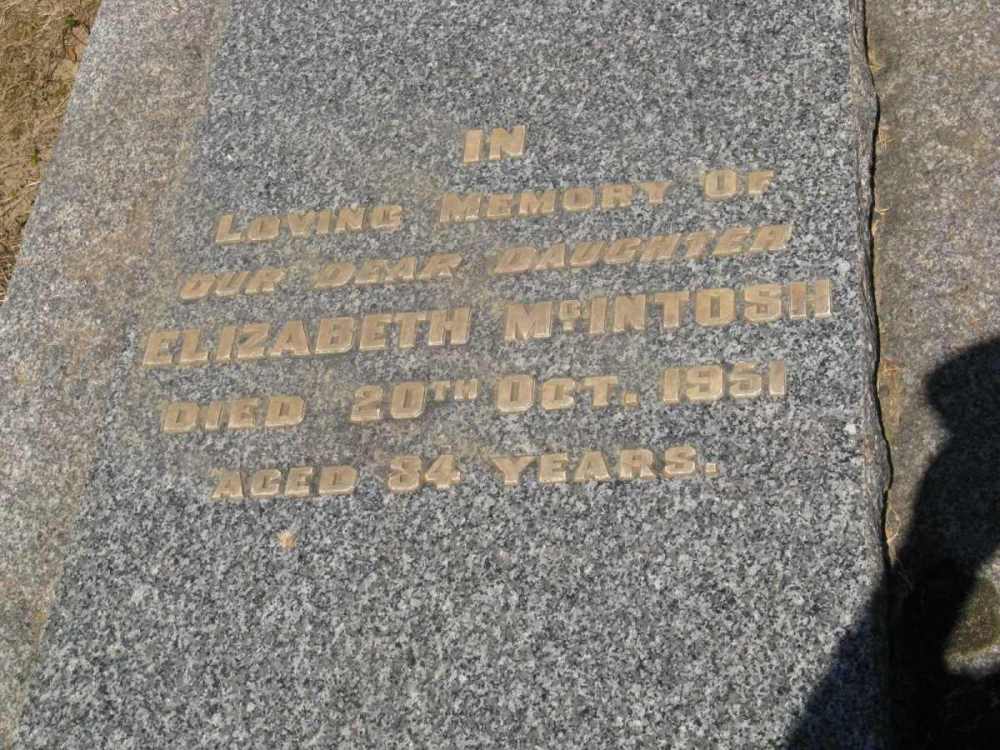 IN
LOVING MEMORY OF
OUR DEAR DAUGHTER
ELIZABETH McINTOSH
DIED 20TH OCT. 1951
AGED 34 YEARS.